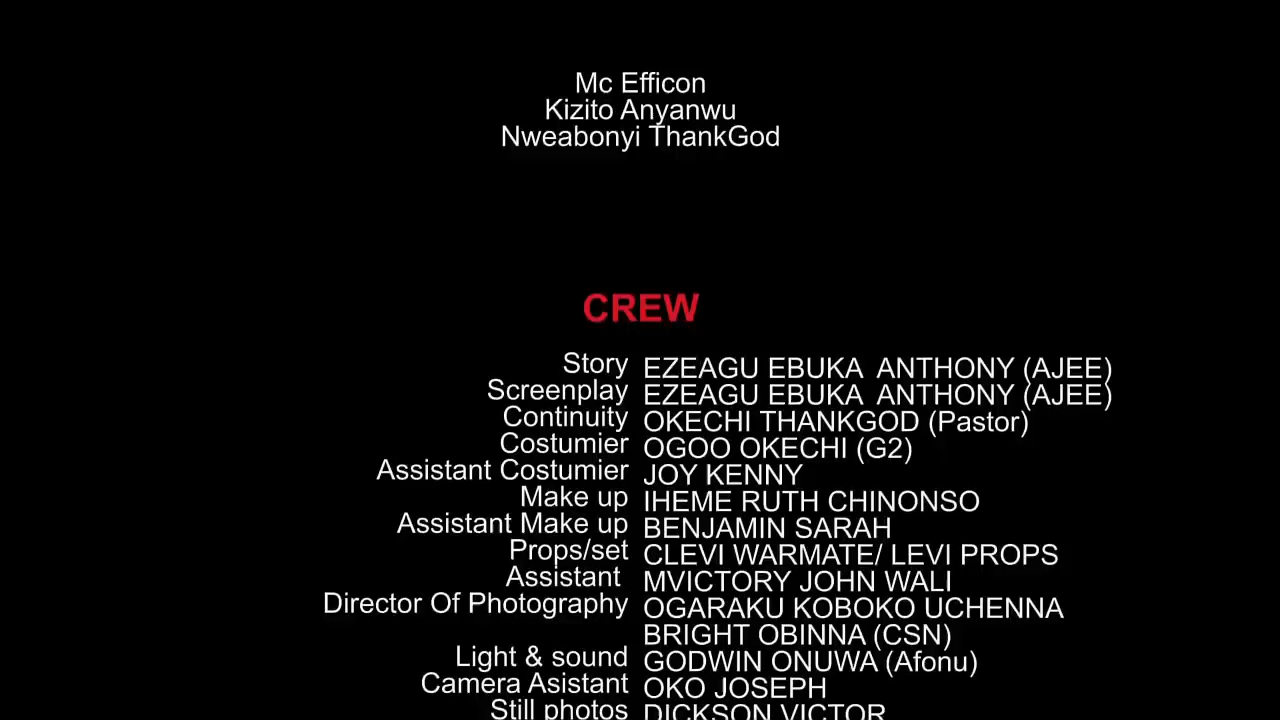 Mc Efficon
Kizito Anyanwu
Nweabonyi ThankGod
CREW
Story EZEAGU EBUKA ANTHONY (AJEE)
Screenplay EZEAGU EBUKA ANTHONY (AJEE)
Continuity OKECHI THANKGOD (Pastor)
Costumier OGOO OKECHI (G2)
Assistant Costumier JOY KENNY
Make up IHEME RUTH CHINONSO
Assistant Make up BENJAMIN SARAH
Props/set CLEVI WARMATE/ LEVI PROPS
Assistant MVICTORY JOHN WALI
Director Of Photography OGARAKU KOBOKO UCHENNA
BRIGHT OBINNA (CSN)
Light & sound GODWIN ONUWA (Afonu)
Camera Asistant OKO JOSEPH
Still photos DICKSON VICTOR